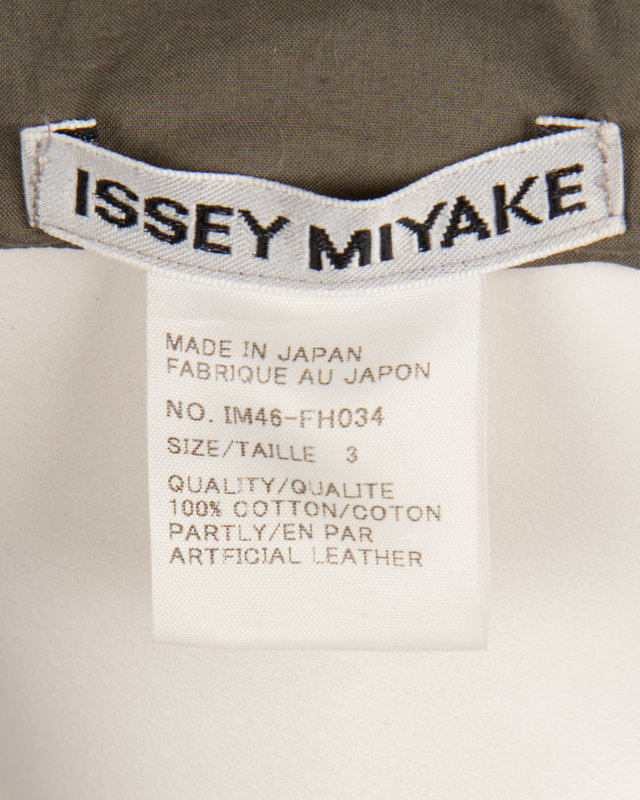 ISSEY MIYAKE
MADE IN JAPAN
FABRIQUE AU JAPON
NO. IM46-FH034
SIZE/TAILLE 3
QUALITY/QUALITE
100% COTTON/COTON
PARTLY/EN PAR
ARTFICIAL LEATHER